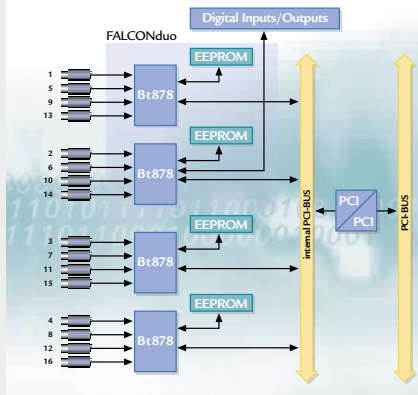 Digital Inputs/Outputs
FALCONduo
EEPROM
1
5
9
13
Bt878
EEPROM
2
6
10
14
Bt878
EEPROM
3
7
11
15
Bt878
EEPROM
4
8
12
16
Bt878
internal PCI-BUS
PCI
PCI
PCI-BUS